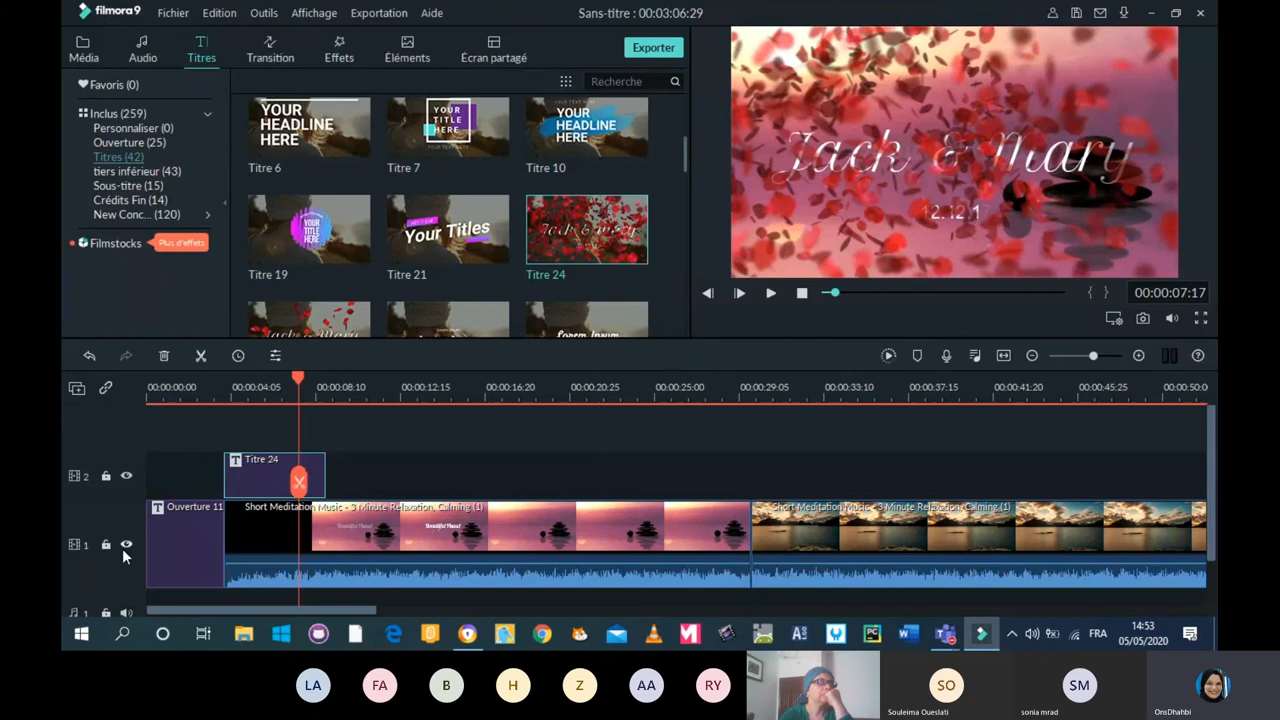 filmora9 Fichier Edition Outils Affichage Exportation Aide Sans-titre : 00:03:06:29
Média Audio Titres Transition Effets Éléments Écran partagé Exporter
Favoris (0)
Recherche
Inclus (259)
Personnaliser (0)
Ouverture (25)
Titres (42)
tiers inférieur (43)
Sous-titre (15)
Crédits Fin (14)
New Conc... (120)
Filmstocks Plus d'effets
YOUR HEADLINE HERE
YOUR TITLE HERE
YOUR HEADLINE HERE
Titre 6 Titre 7 Titre 10
YOUR TITLE HERE
Your Titles
Jack & Mary
Titre 19 Titre 21 Titre 24
Jack & Mary
Lorem Ipsum
Jack & Mary
12.12.1
00:00:07:17
00:00:00:00 00:00:04:05 00:00:08:10 00:00:12:15 00:00:16:20 00:00:20:25 00:00:25:00 00:00:29:05 00:00:33:10 00:00:37:15 00:00:41:20 00:00:45:25 00:00:50:0
2 T Titre 24
T Ouverture 11 Short Meditation Music - 3 Minute Relaxation, Calming (1) Short Meditation Music - 3 Minute Relaxation, Calming (1)
1
1
FRA 14:53
05/05/2020
LA FA B H Z AA RY SO SM
Souleima Oueslati sonia mrad OnsDhahbi